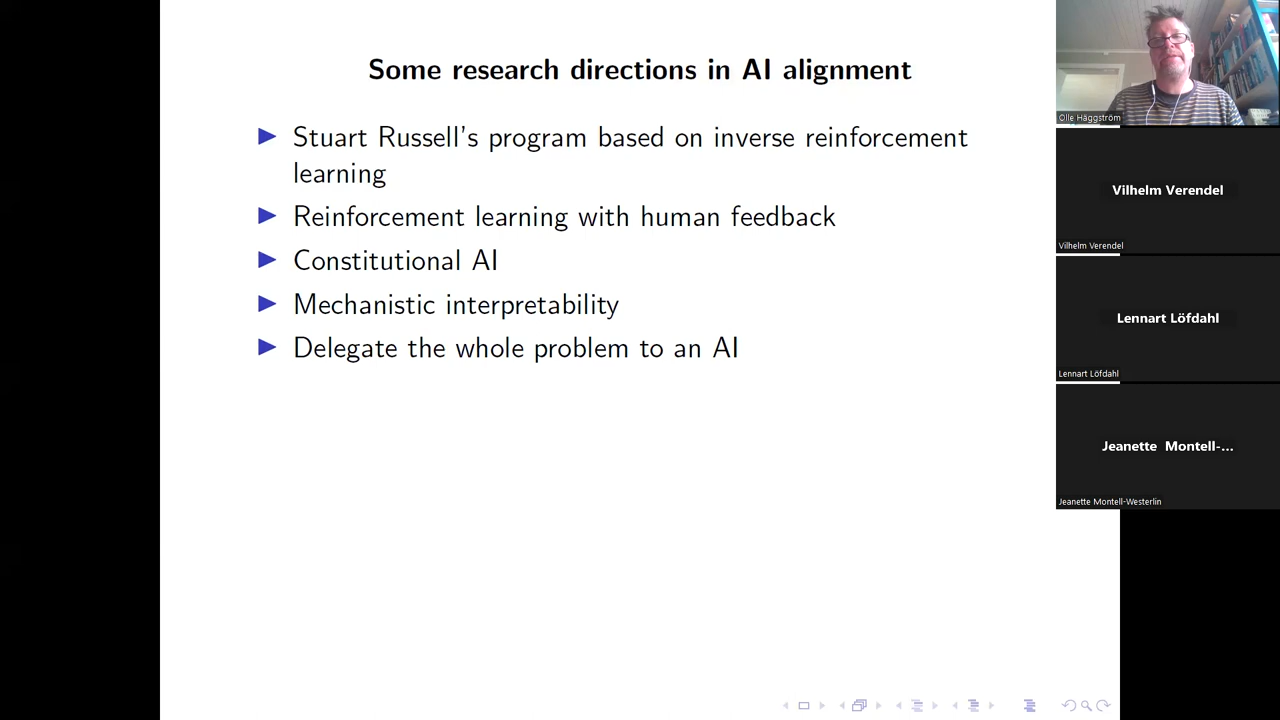 Some research directions in AI alignment
Stuart Russell's program based on inverse reinforcement
learning
Reinforcement learning with human feedback
Constitutional AI
Mechanistic interpretability
Delegate the whole problem to an AI
Olle Häggström
Vilhelm Verendel
Vilhelm Verendel
Lennart Löfdahl
Lennart Löfdahl
Jeanette Montell-...
Jeanette Montell-Westerlin